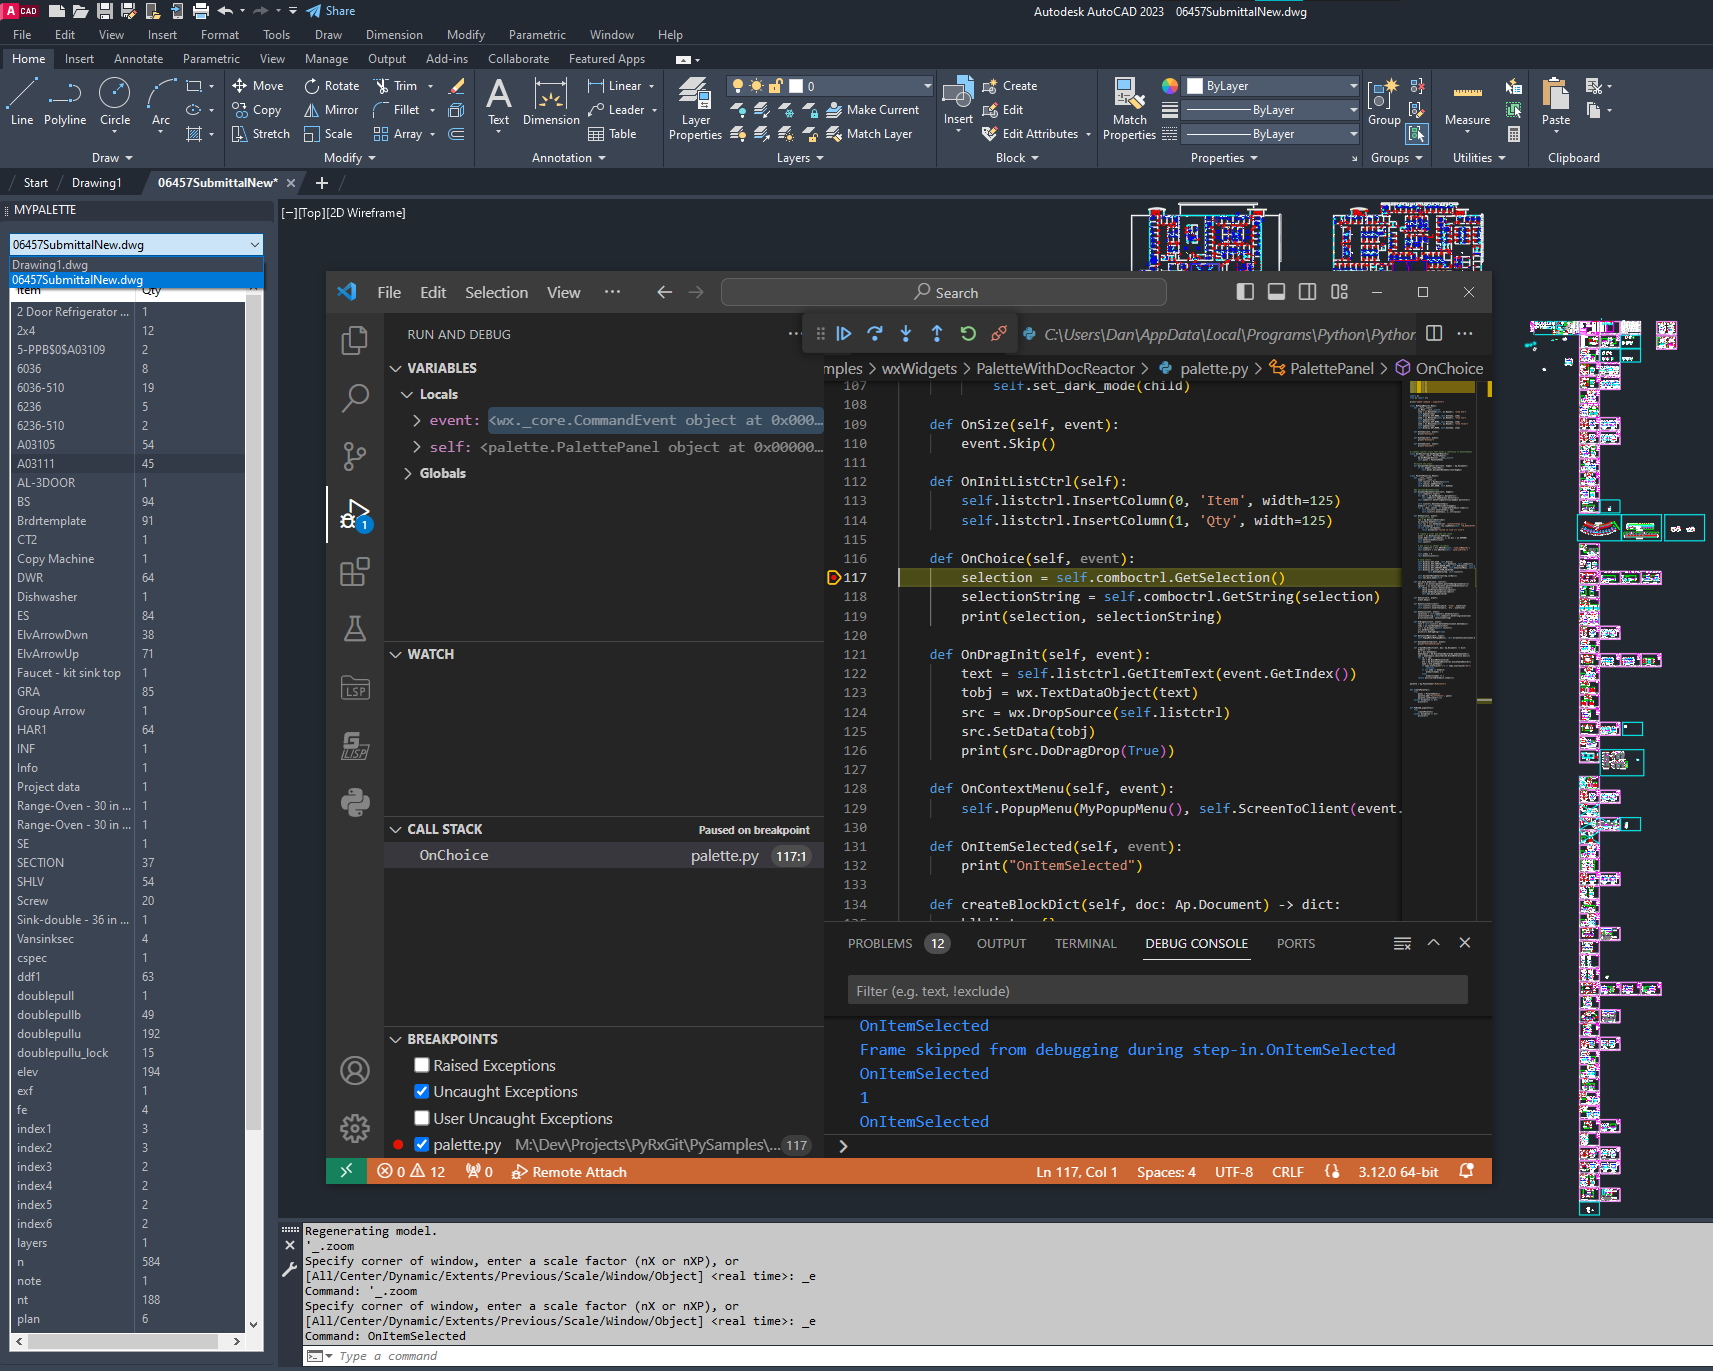 A CAD
Share
Autodesk AutoCAD 2023 06457SubmittalNew.dwg
File Edit View Insert Format Tools Draw Dimension Modify Parametric Window Help
Home Insert Annotate Parametric View Manage Output Add-ins Collaborate Featured Apps
Line Polyline Circle Arc
Move Rotate Trim
Copy Mirror Fillet
Stretch Scale Array
Text Dimension
Linear
Leader
Table
Layer Properties
0
Make Current
Match Layer
Insert
Create
Edit
Edit Attributes
Match Properties
ByLayer
ByLayer
ByLayer
Group Measure Paste
Draw Modify Annotation Layers Block Properties Groups Utilities Clipboard
Start Drawing1 06457SubmittalNew*
MYPALETTE
[−][Top][2D Wireframe]
06457SubmittalNew.dwg
Drawing1.dwg
06457SubmittalNew.dwg
Item Qty
2 Door Refrigerator ... 1
2x4 12
5-PPB$0$A03109 2
6036 8
6036-510 19
6236 5
6236-510 2
A03105 54
A03111 45
AL-3DOOR 1
BS 94
Brdrtemplate 91
CT2 1
Copy Machine 1
DWR 64
Dishwasher 1
ES 84
ElvArrowDwn 38
ElvArrowUp 71
Faucet - kit sink top 1
GRA 85
Group Arrow 1
HAR1 64
INF 1
Info 1
Project data 1
Range-Oven - 30 in ... 1
Range-Oven - 30 in ... 1
SE 1
SECTION 37
SHLV 54
Screw 20
Sink-double - 36 in ... 1
Vansinksec 4
cspec 1
ddf1 63
doublepull 1
doublepullb 49
doublepullu 192
doublepullu_lock 15
elev 194
exf 1
fe 4
index1 3
index2 3
index3 2
index4 2
index5 2
index6 2
layers 1
n 584
note 1
nt 188
plan 6
File Edit Selection View ···
Search
RUN AND DEBUG ···
C:\Users\Dan\AppData\Local\Programs\Python\Python
mples > wxWidgets > PaletteWithDocReactor > palette.py > PalettePanel > OnChoice
VARIABLES
Locals
event: <wx._core.CommandEvent object at 0x000...
self: <palette.PalettePanel object at 0x00000...
Globals
1
LSP
LISP
WATCH
CALL STACK Paused on breakpoint
OnChoice palette.py 117:1
BREAKPOINTS
Raised Exceptions
Uncaught Exceptions
User Uncaught Exceptions
palette.py M:\Dev\Projects\PyRxGit\PySamples\... 117
107 self.set_dark_mode(child)
108
109 def OnSize(self, event):
110 event.Skip()
111
112 def OnInitListCtrl(self):
113 self.listctrl.InsertColumn(0, 'Item', width=125)
114 self.listctrl.InsertColumn(1, 'Qty', width=125)
115
116 def OnChoice(self, event):
117 selection = self.comboctrl.GetSelection()
118 selectionString = self.comboctrl.GetString(selection)
119 print(selection, selectionString)
120
121 def OnDragInit(self, event):
122 text = self.listctrl.GetItemText(event.GetIndex())
123 tobj = wx.TextDataObject(text)
124 src = wx.DropSource(self.listctrl)
125 src.SetData(tobj)
126 print(src.DoDragDrop(True))
127
128 def OnContextMenu(self, event):
129 self.PopupMenu(MyPopupMenu(), self.ScreenToClient(event.
130
131 def OnItemSelected(self, event):
132 print("OnItemSelected")
133
134 def createBlockDict(self, doc: Ap.Document) -> dict:
PROBLEMS 12 OUTPUT TERMINAL DEBUG CONSOLE PORTS
Filter (e.g. text, !exclude)
OnItemSelected
Frame skipped from debugging during step-in.OnItemSelected
OnItemSelected
1
OnItemSelected
0 12 0 Remote Attach Ln 117, Col 1 Spaces: 4 UTF-8 CRLF 3.12.0 64-bit
Regenerating model.
'_.zoom
Specify corner of window, enter a scale factor (nX or nXP), or
[All/Center/Dynamic/Extents/Previous/Scale/Window/Object] <real time>: _e
Command: '_.zoom
Specify corner of window, enter a scale factor (nX or nXP), or
[All/Center/Dynamic/Extents/Previous/Scale/Window/Object] <real time>: _e
Command: OnItemSelected
Type a command